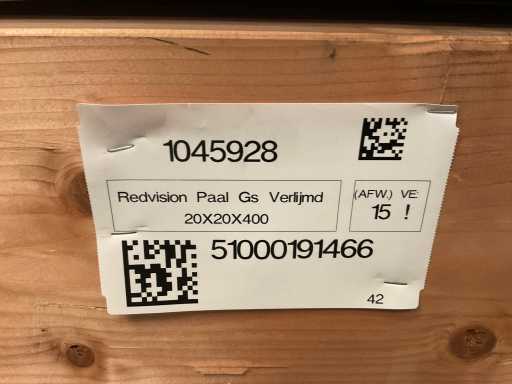 1045928
Redvision Paal Gs Verlijmd
20X20X400
(AFW.) VE:
15 !
51000191466
42